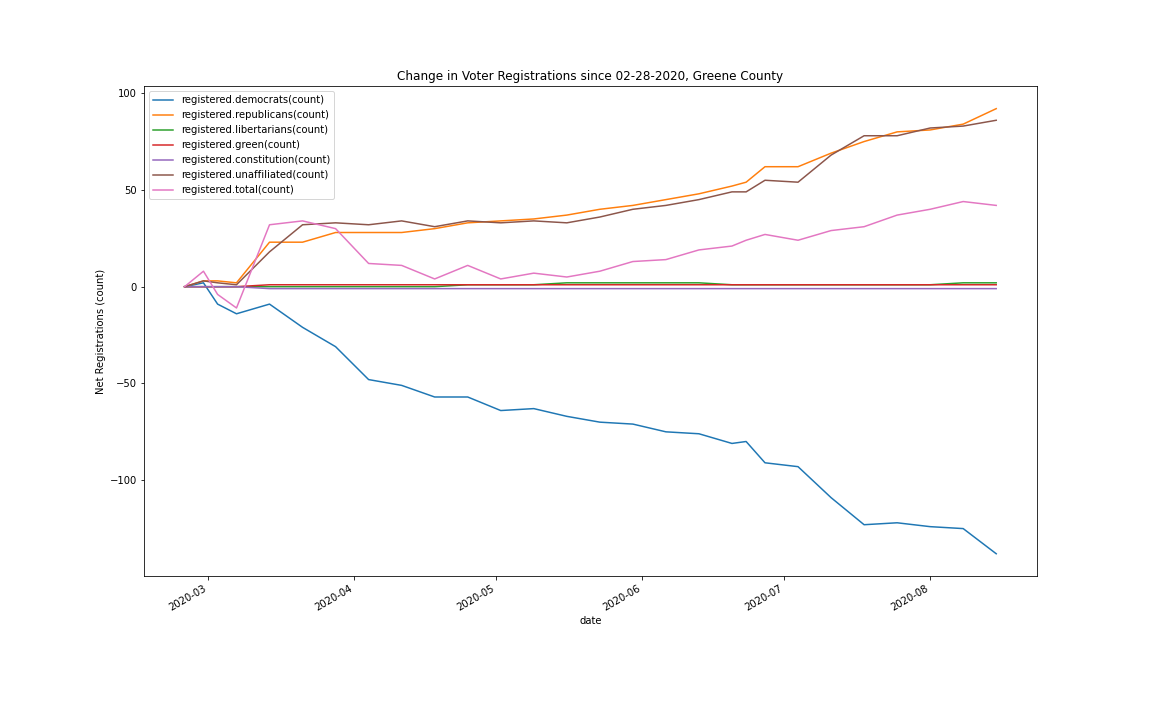 Change in Voter Registrations since 02-28-2020, Greene County
registered.democrats(count)
registered.republicans(count)
registered.libertarians(count)
registered.green(count)
registered.constitution(count)
registered.unaffiliated(count)
registered.total(count)
Net Registrations (count)
100
50
0
−50
−100
2020-03
2020-04
2020-05
2020-06
2020-07
2020-08
date